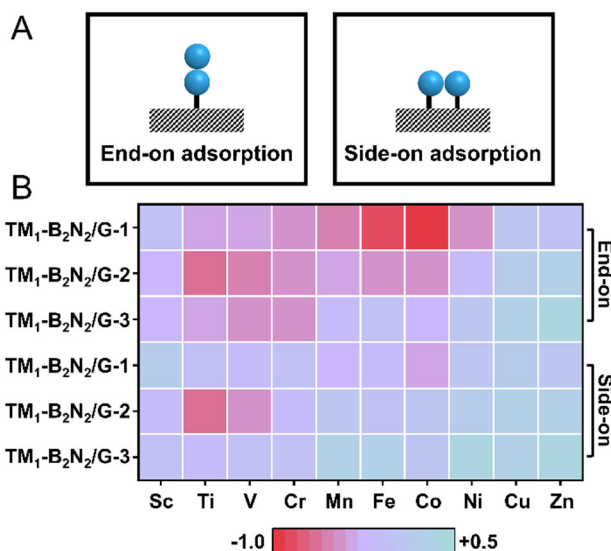 A
End-on adsorption
Side-on adsorption
B
TM₁-B₂N₂/G-1
TM₁-B₂N₂/G-2
TM₁-B₂N₂/G-3
End-on
TM₁-B₂N₂/G-1
TM₁-B₂N₂/G-2
TM₁-B₂N₂/G-3
Side-on
Sc Ti V Cr Mn Fe Co Ni Cu Zn
-1.0 +0.5